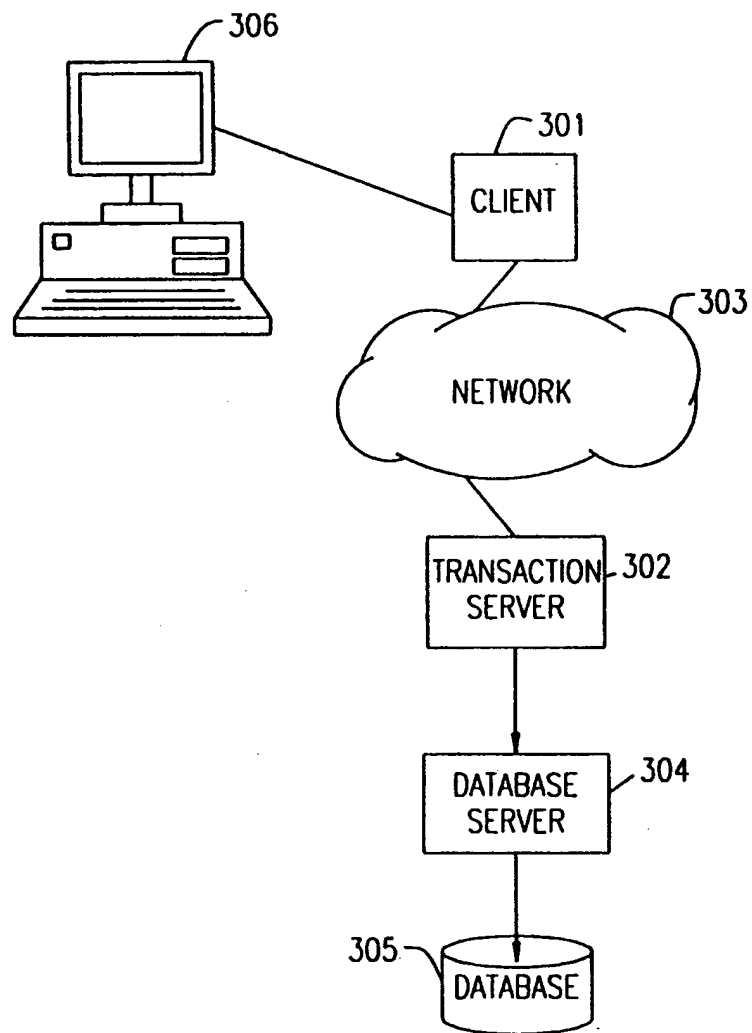 306
301
CLIENT
303
NETWORK
TRANSACTION
SERVER
302
DATABASE
SERVER
304
305
DATABASE